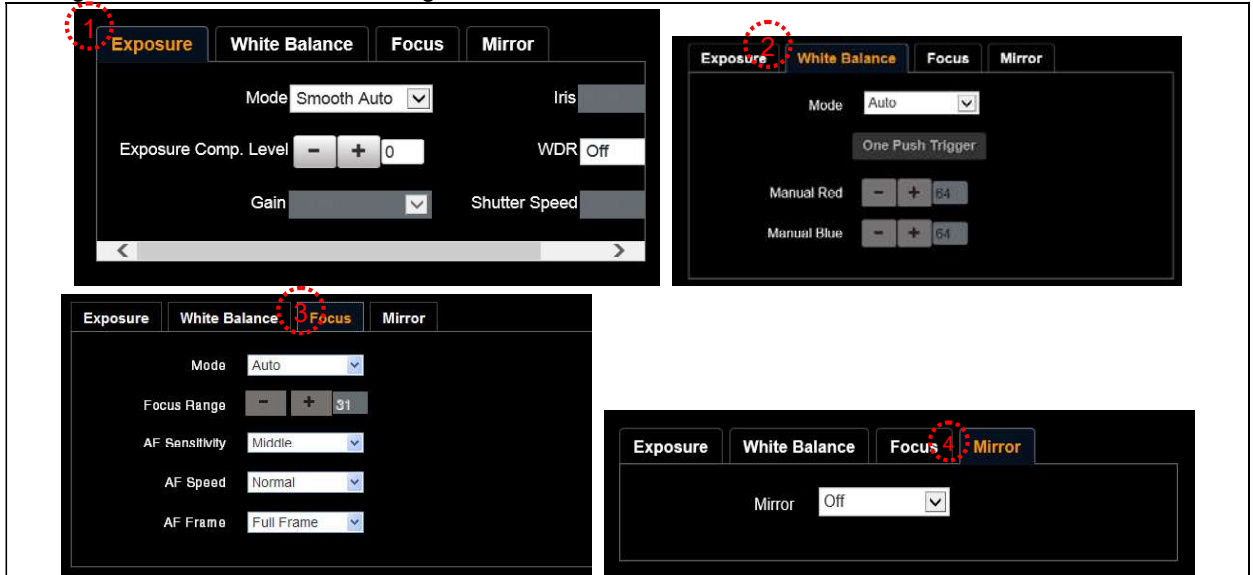 1
Exposure White Balance Focus Mirror
Mode Smooth Auto Iris
Exposure Comp. Level - + 0 WDR Off
Gain Shutter Speed
< >
2
Exposure White Balance Focus Mirror
Mode Auto
One Push Trigger
Manual Red - + 64
Manual Blue - + 64
3
Exposure White Balance Focus Mirror
Mode Auto
Focus Range - + 31
AF Sensitivity Middle
AF Speed Normal
AF Frame Full Frame
4
Exposure White Balance Focus Mirror
Mirror Off